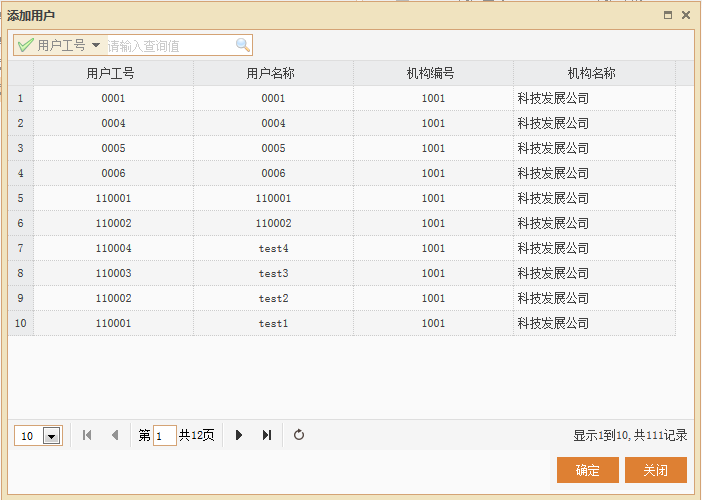 添加用户
用户工号 请输入查询值
用户工号 用户名称 机构编号 机构名称
1 0001 0001 1001 科技发展公司
2 0004 0004 1001 科技发展公司
3 0005 0005 1001 科技发展公司
4 0006 0006 1001 科技发展公司
5 110001 110001 1001 科技发展公司
6 110002 110002 1001 科技发展公司
7 110004 test4 1001 科技发展公司
8 110003 test3 1001 科技发展公司
9 110002 test2 1001 科技发展公司
10 110001 test1 1001 科技发展公司
10 第 1 共12页 显示1到10,共111记录
确定 关闭